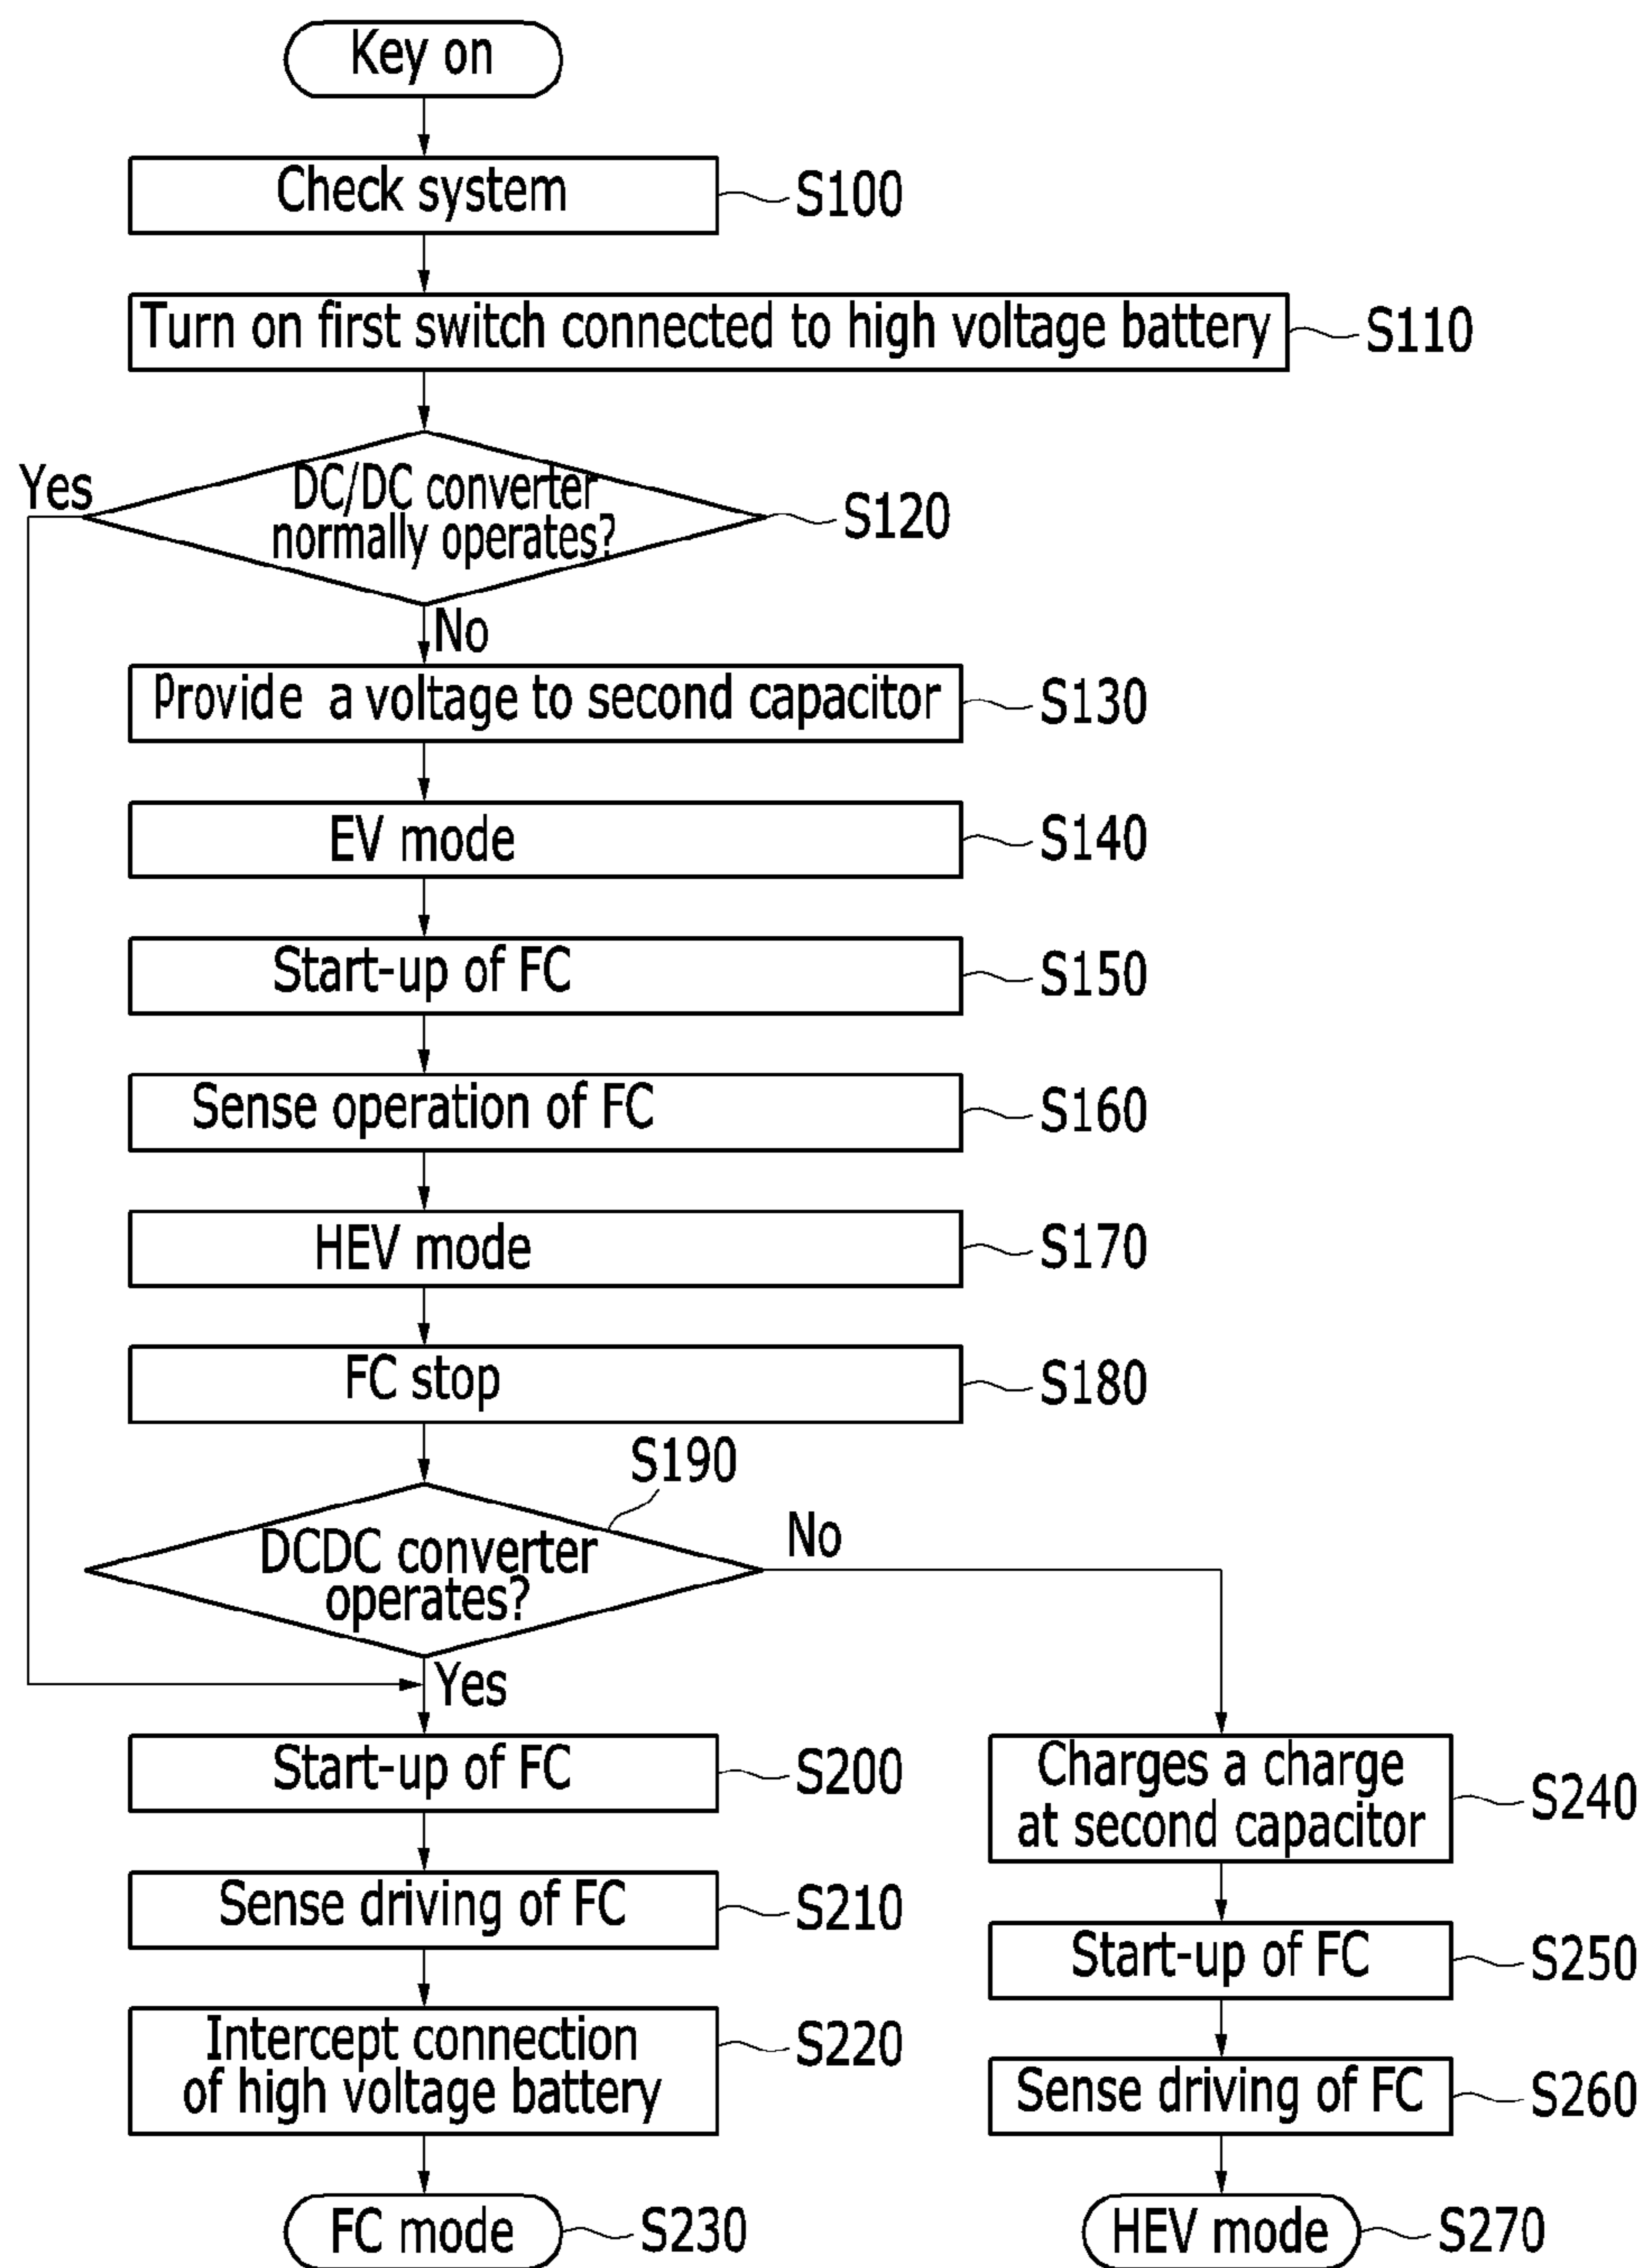 Key on
Check system
S100
Turn on first switch connected to high voltage battery
S110
Yes
DC/DC converter
normally operates?
S120
No
Provide a voltage to second capacitor
S130
EV mode
S140
Start-up of FC
S150
Sense operation of FC
S160
HEV mode
S170
FC stop
S180
S190
DCDC converter
operates?
No
Yes
Start-up of FC
S200
Sense driving of FC
S210
Intercept connection
of high voltage battery
S220
FC mode
S230
Charges a charge
at second capacitor
S240
Start-up of FC
S250
Sense driving of FC
S260
HEV mode
S270